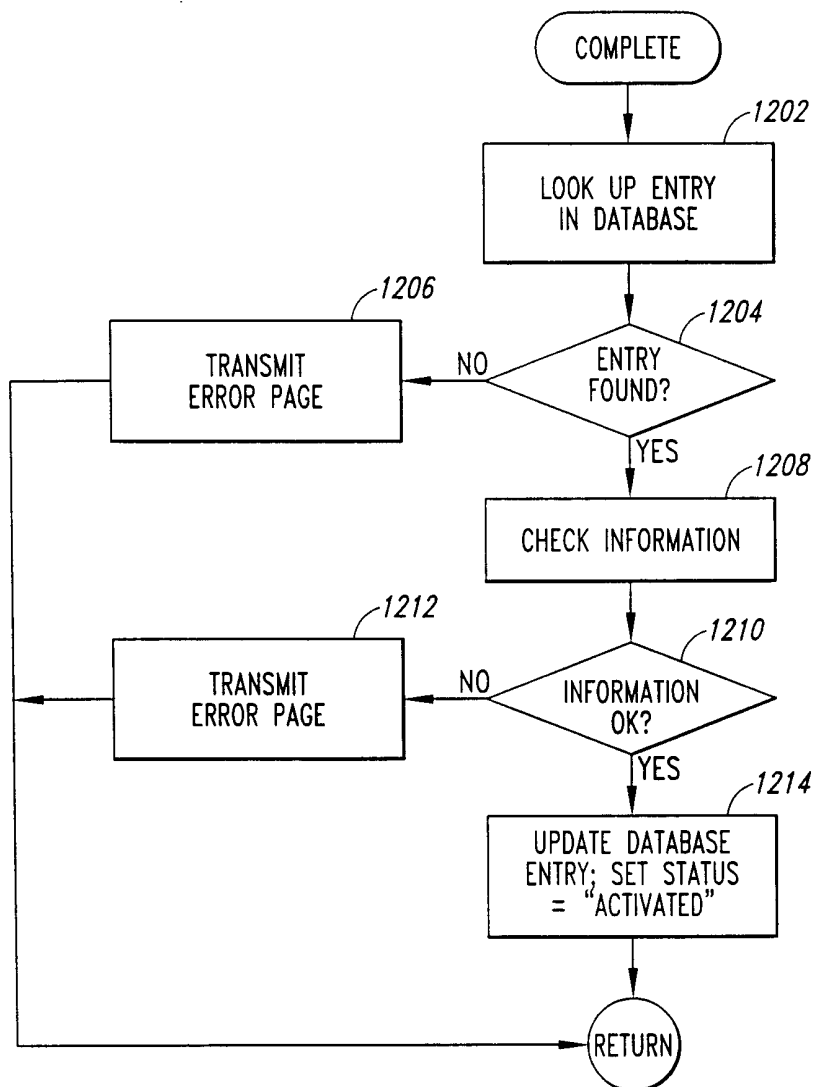 COMPLETE
1202
LOOK UP ENTRY
IN DATABASE
1206
1204
TRANSMIT
ERROR PAGE
NO
ENTRY
FOUND?
YES
1208
CHECK INFORMATION
1212
1210
TRANSMIT
ERROR PAGE
NO
INFORMATION
OK?
YES
1214
UPDATE DATABASE
ENTRY; SET STATUS
= "ACTIVATED"
RETURN